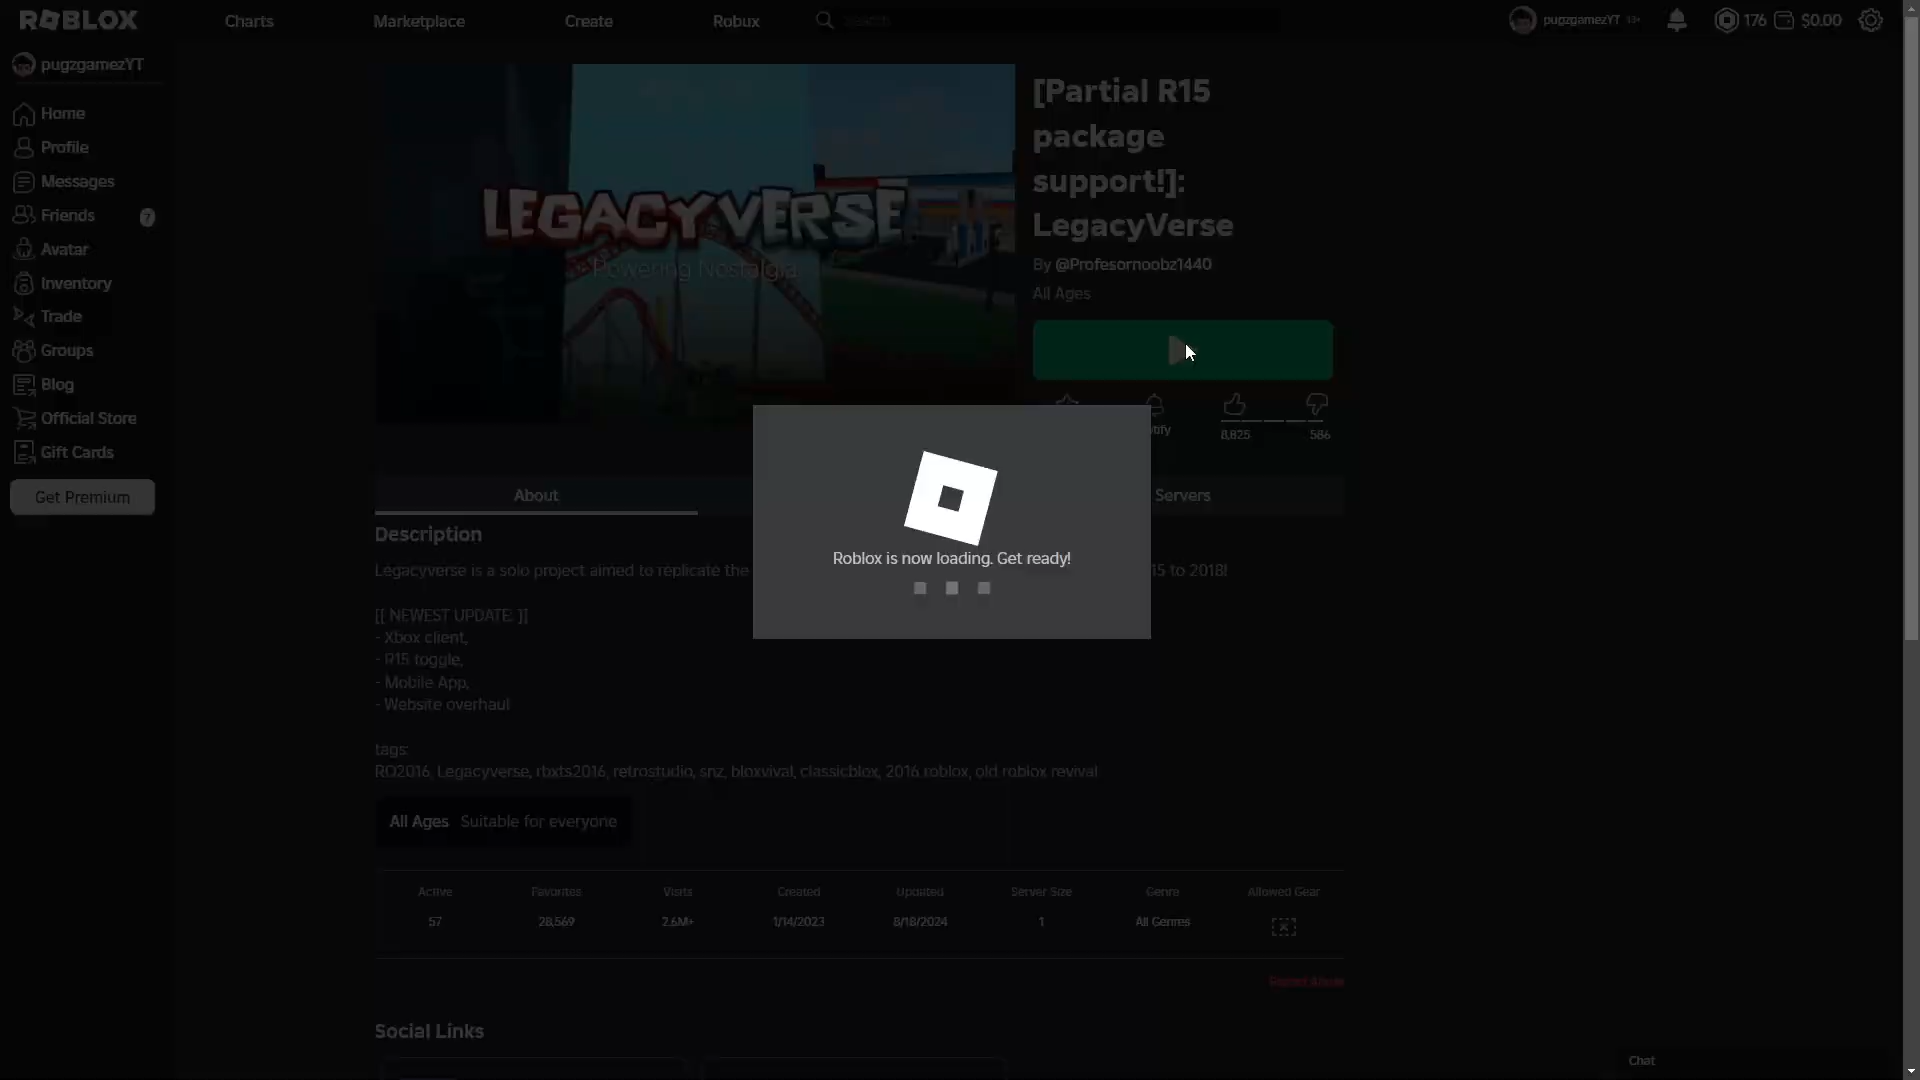 ROBLOX
Charts
Marketplace
Create
Robux
Search
pugzgamezYT 13+
176
$0.00
pugzgamezYT
Home
Profile
Messages
Friends
7
Avatar
Inventory
Trade
Groups
Blog
Official Store
Gift Cards
Get Premium
LEGACYVERSE
Powering Nostalgia
[Partial R15
package
support!]:
LegacyVerse
By @Profesornoobz1440
All Ages
tify
8,825
586
About
Servers
Roblox is now loading. Get ready!
Description
Legacyverse is a solo project aimed to replicate the
15 to 2018!
[[ NEWEST UPDATE: ]]
- Xbox client,
- R15 toggle,
- Mobile App,
- Website overhaul
tags:
RO2016, Legacyverse, rbxts2016, retrostudio, snz, bloxvival, classicblox, 2016 roblox, old roblox revival
All Ages Suitable for everyone
Active Favorites Visits Created Updated Server Size Genre Allowed Gear
57 28,569 2.6M+ 1/14/2023 8/18/2024 1 All Genres
Report Abuse
Social Links
Chat